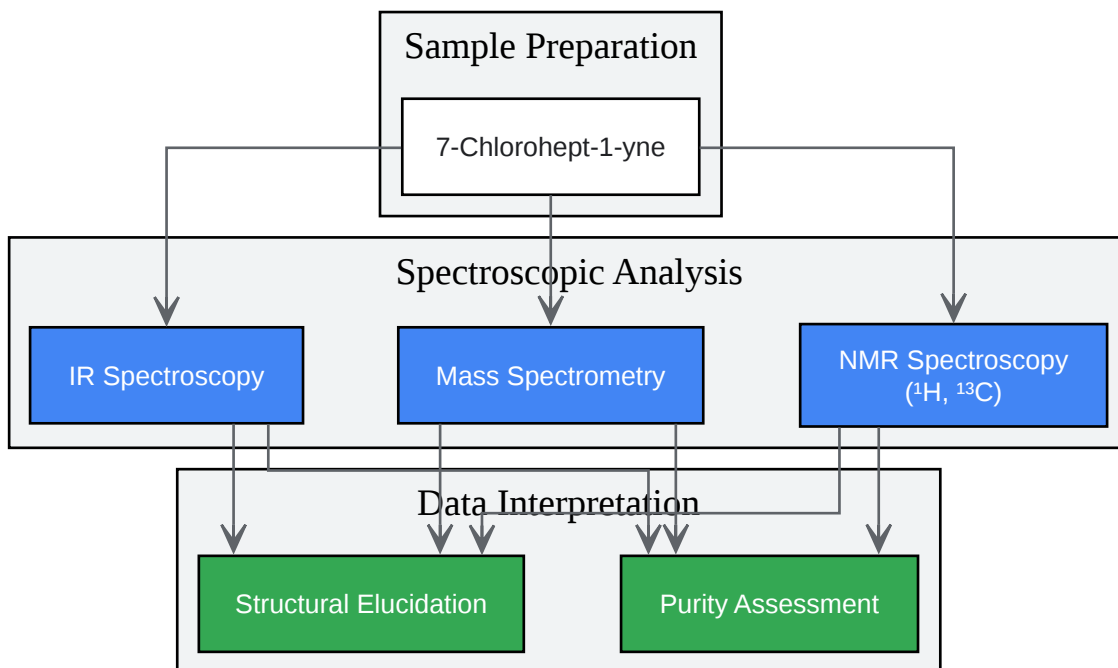 Sample Preparation
7-Chlorohept-1-yne
Spectroscopic Analysis
IR Spectroscopy
Mass Spectrometry
NMR Spectroscopy
(¹H, ¹³C)
Data Interpretation
Structural Elucidation
Purity Assessment